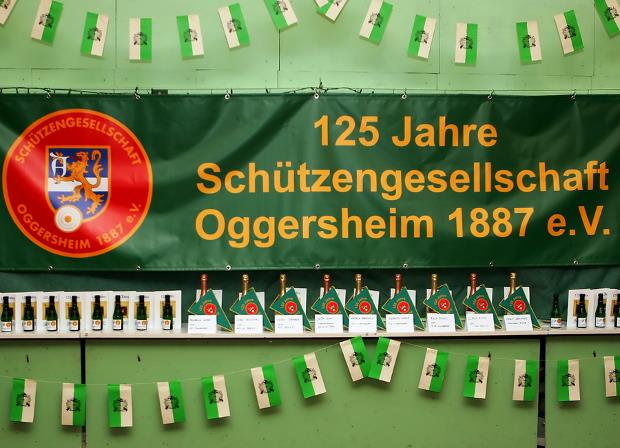 SCHÜTZENGESELLSCHAFT
OGGERSHEIM 1887 e.V.
125 Jahre
Schützengesellschaft
Oggersheim 1887 e.V.